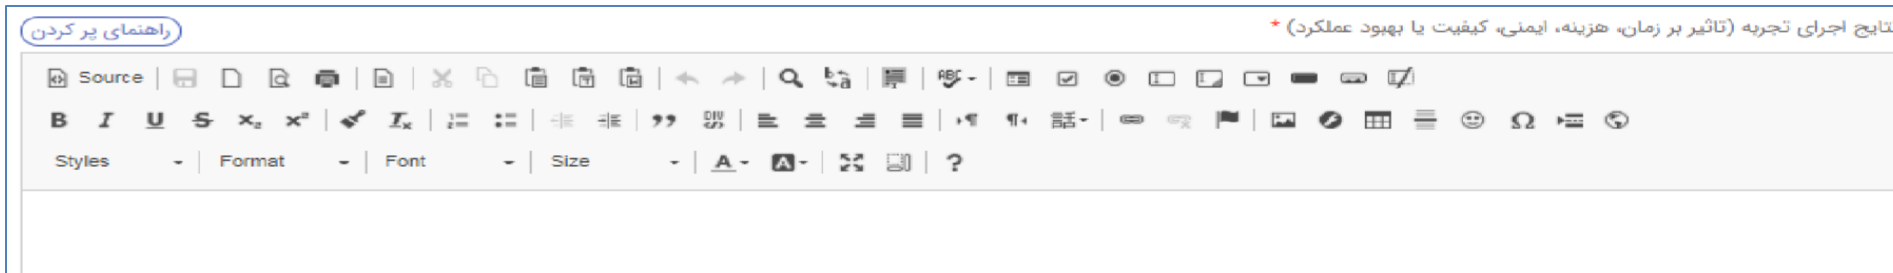 نتایج اجرای تجربه (تاثیر بر زمان، هزینه، ایمنی، کیفیت یا بهبود عملکرد) *
راهنمای پر کردن
Source
Styles Format Font Size